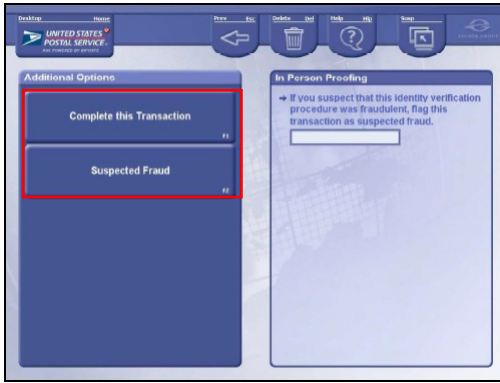 Desktop Home
Prev Esc
Delete Del
Help Hlp
Swap
UNITED STATES
POSTAL SERVICE
Additional Options
Complete this Transaction
F1
Suspected Fraud
F2
In Person Proofing
→ If you suspect that this identity verification
procedure was fraudulent, flag this
transaction as suspected fraud.